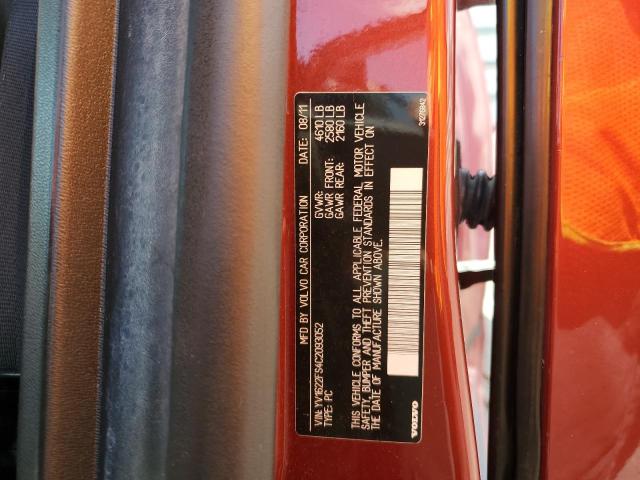 MFD BY VOLVO CAR CORPORATION DATE: 08/11
GVWR: 4610 LB
GAWR FRONT: 2580 LB
GAWR REAR: 2160 LB
VIN: YV1622FS4C2093052
TYPE: PC
THIS VEHICLE CONFORMS TO ALL APPLICABLE FEDERAL MOTOR VEHICLE
SAFETY, BUMPER AND THEFT PREVENTION STANDARDS IN EFFECT ON
DATE OF MANUFACTURE SHOWN ABOVE.
VOLVO 31276842